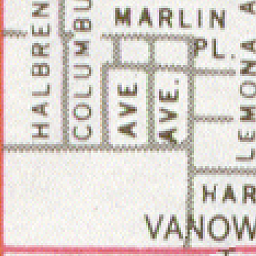 MARLIN
PL.
HALBREN
COLUMBU
AVE.
AVE.
LEMONA A
HAR
VANOW